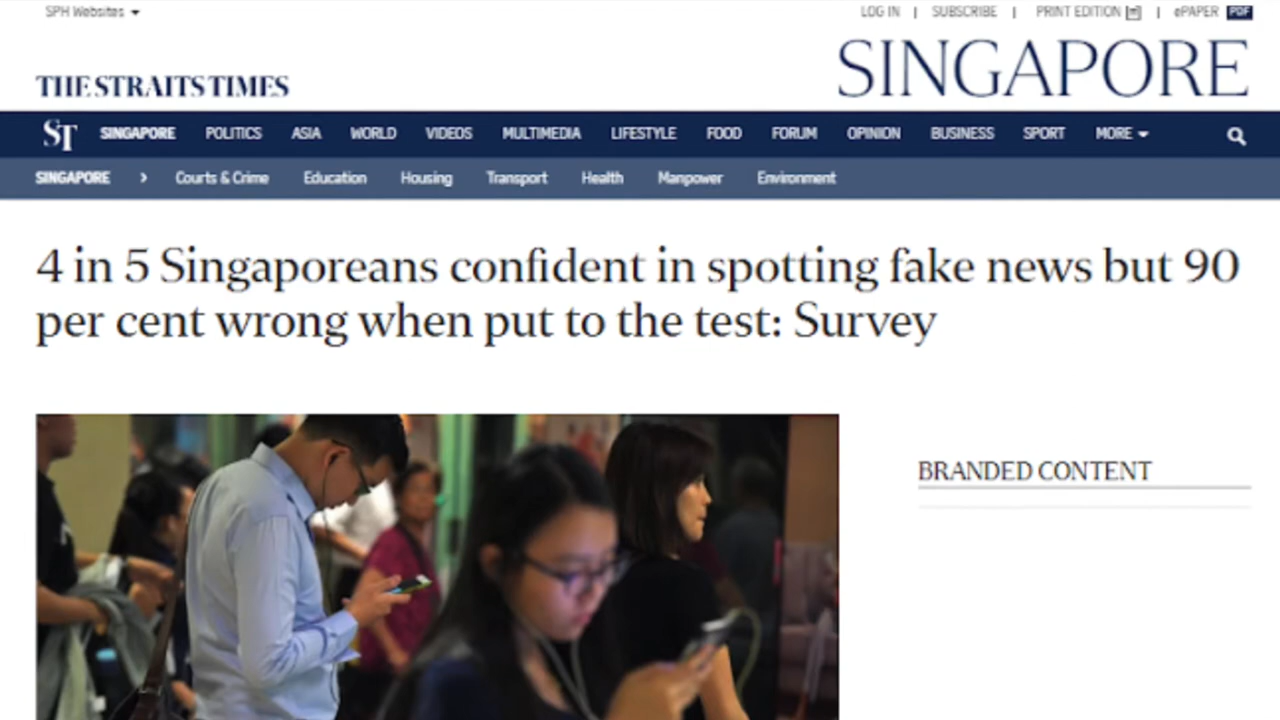 SPH Websites
LOG IN | SUBSCRIBE | PRINT EDITION | ePAPER PDF
THE STRAITS TIMES
SINGAPORE
ST SINGAPORE POLITICS ASIA WORLD VIDEOS MULTIMEDIA LIFESTYLE FOOD FORUM OPINION BUSINESS SPORT MORE
SINGAPORE › Courts & Crime Education Housing Transport Health Manpower Environment
4 in 5 Singaporeans confident in spotting fake news but 90
per cent wrong when put to the test: Survey
BRANDED CONTENT